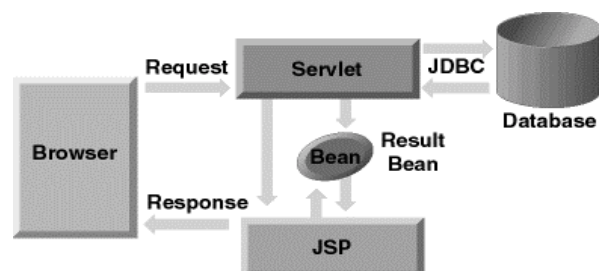 Request
Servlet
JDBC
Database
Browser
Bean
Result
Bean
Response
JSP